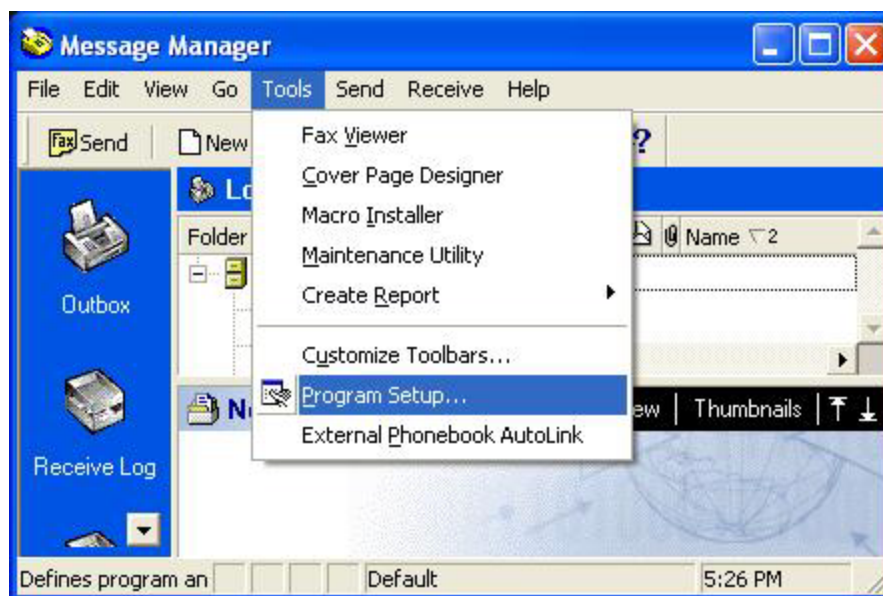 Message Manager
File Edit View Go Tools Send Receive Help
Fax Send New ?
Fax Viewer
Cover Page Designer
Macro Installer
Maintenance Utility
Create Report
Customize Toolbars...
Program Setup...
External Phonebook AutoLink
Folder Name 2
Outbox
Thumbnails
Receive Log
Defines program an Default 5:26 PM